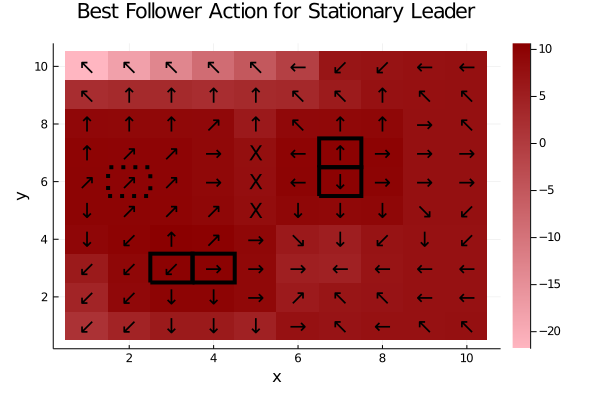 Best Follower Action for Stationary Leader
y
10
8
6
4
2
↖ ↖ ↖ ↖ ↖ ← ↙ ↙ ← ←
↖ ↑ ↑ ↑ ↑ ↖ ↖ ↑ ↖ ↖
↑ ↑ ↑ ↗ ↑ ↖ ↑ ↑ → ↖
↑ ↗ ↗ → X ← ↑ → → →
↗ ↗ ↗ → X ← ↓ → → →
↓ ↗ ↗ ↗ X ↓ ↓ ↓ ↘ ↙
↓ ↙ ↑ ↗ → ↘ ↓ ↙ ↓ ↙
↙ ↙ ↙ → → → ← ← ← ←
↙ ↙ ↓ ↓ → ↗ ↖ ↖ ← ←
↙ ↙ ↓ ↓ ↓ → ↖ ← ↖ ↖
2 4 6 8 10
x
10
5
0
−5
−10
−15
−20